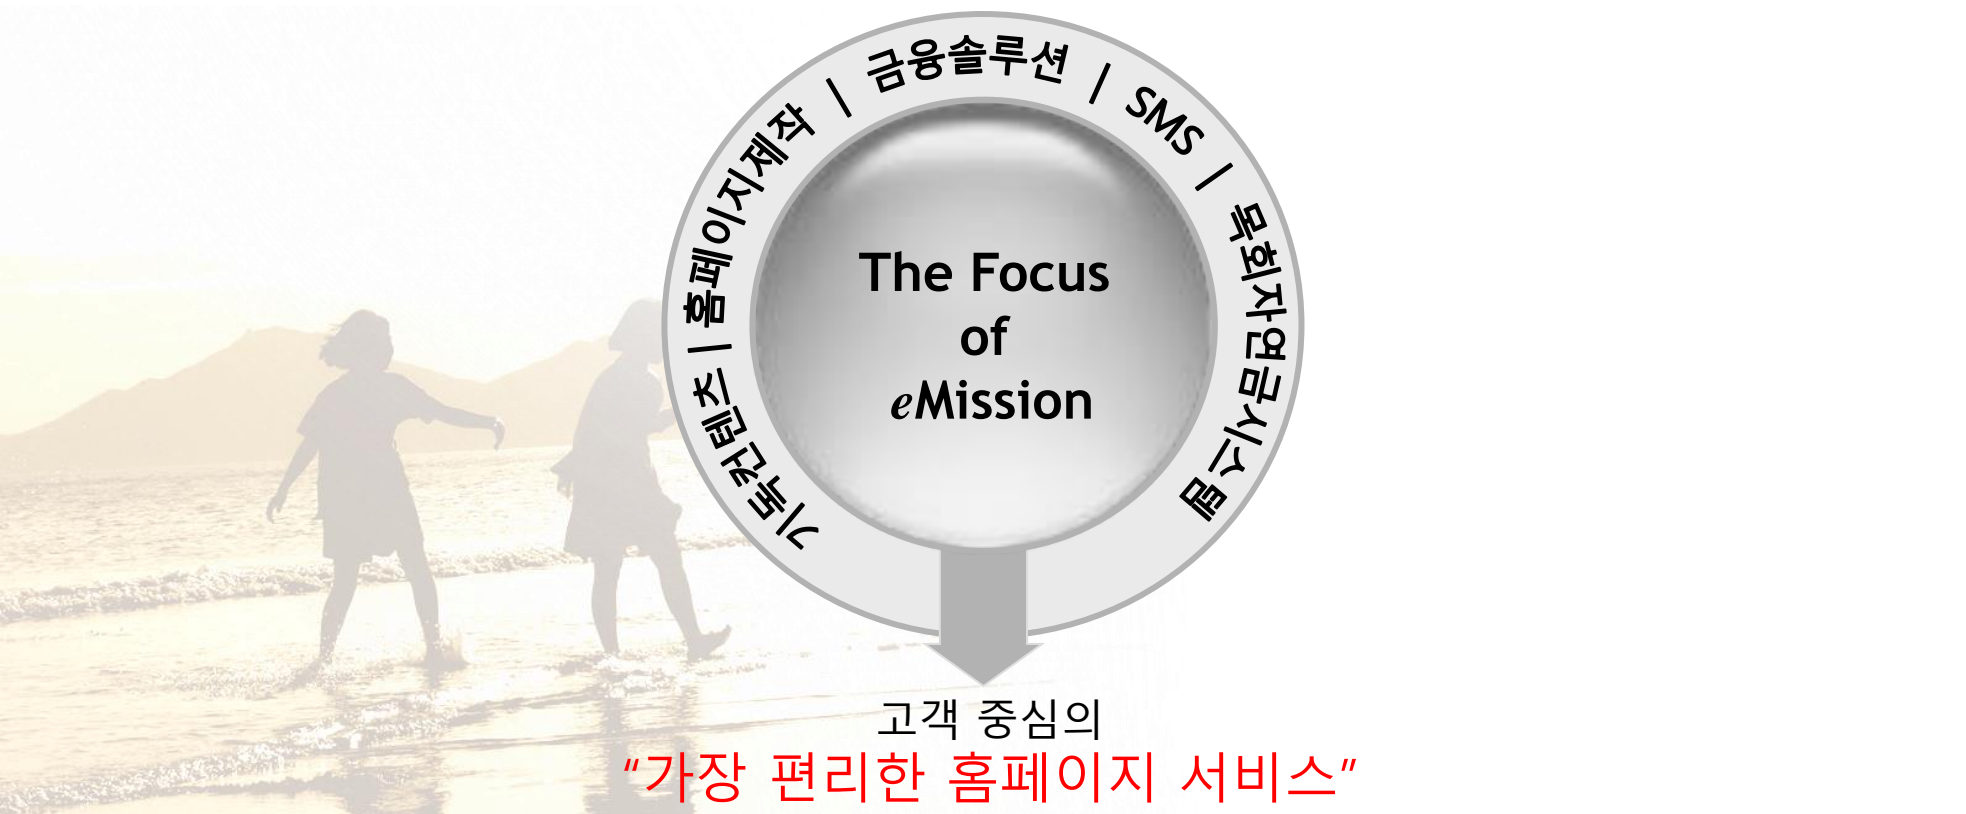 기독컨텐츠 | 홈페이지제작 | 금융솔루션 | SMS | 목회자연금시스템
The Focus
of
eMission
고객 중심의
“가장 편리한 홈페이지 서비스”